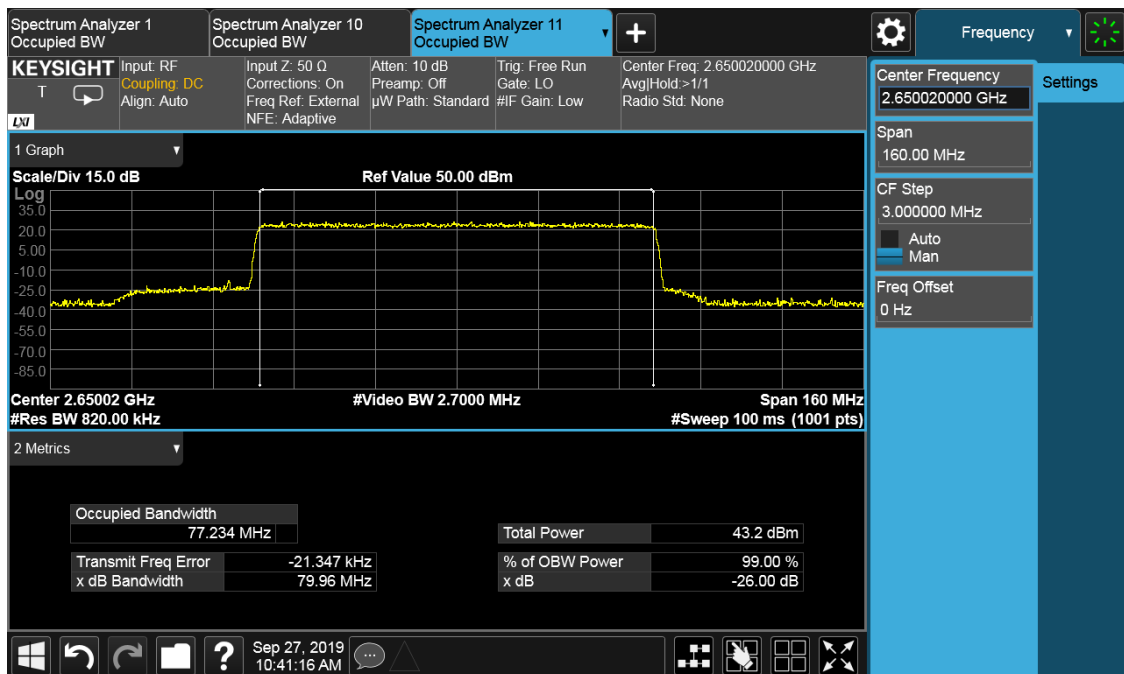 Spectrum Analyzer 1
Occupied BW
Spectrum Analyzer 10
Occupied BW
Spectrum Analyzer 11
Occupied BW
Frequency
KEYSIGHT
T
LXI
Input: RF
Coupling: DC
Align: Auto
Input Z: 50 Ω
Corrections: On
Freq Ref: External
NFE: Adaptive
Atten: 10 dB
Preamp: Off
µW Path: Standard
Trig: Free Run
Gate: LO
#IF Gain: Low
Center Freq: 2.650020000 GHz
Avg|Hold:>1/1
Radio Std: None
Center Frequency
2.650020000 GHz
Settings
Span
160.00 MHz
CF Step
3.000000 MHz
Auto
Man
Freq Offset
0 Hz
1 Graph
Scale/Div 15.0 dB
Ref Value 50.00 dBm
Log
35.0
20.0
5.00
-10.0
-25.0
-40.0
-55.0
-70.0
-85.0
Center 2.65002 GHz
#Video BW 2.7000 MHz
Span 160 MHz
#Res BW 820.00 kHz
#Sweep 100 ms (1001 pts)
2 Metrics
Occupied Bandwidth
77.234 MHz
Total Power 43.2 dBm
Transmit Freq Error -21.347 kHz
% of OBW Power 99.00 %
x dB Bandwidth 79.96 MHz
x dB -26.00 dB
?
Sep 27, 2019
10:41:16 AM